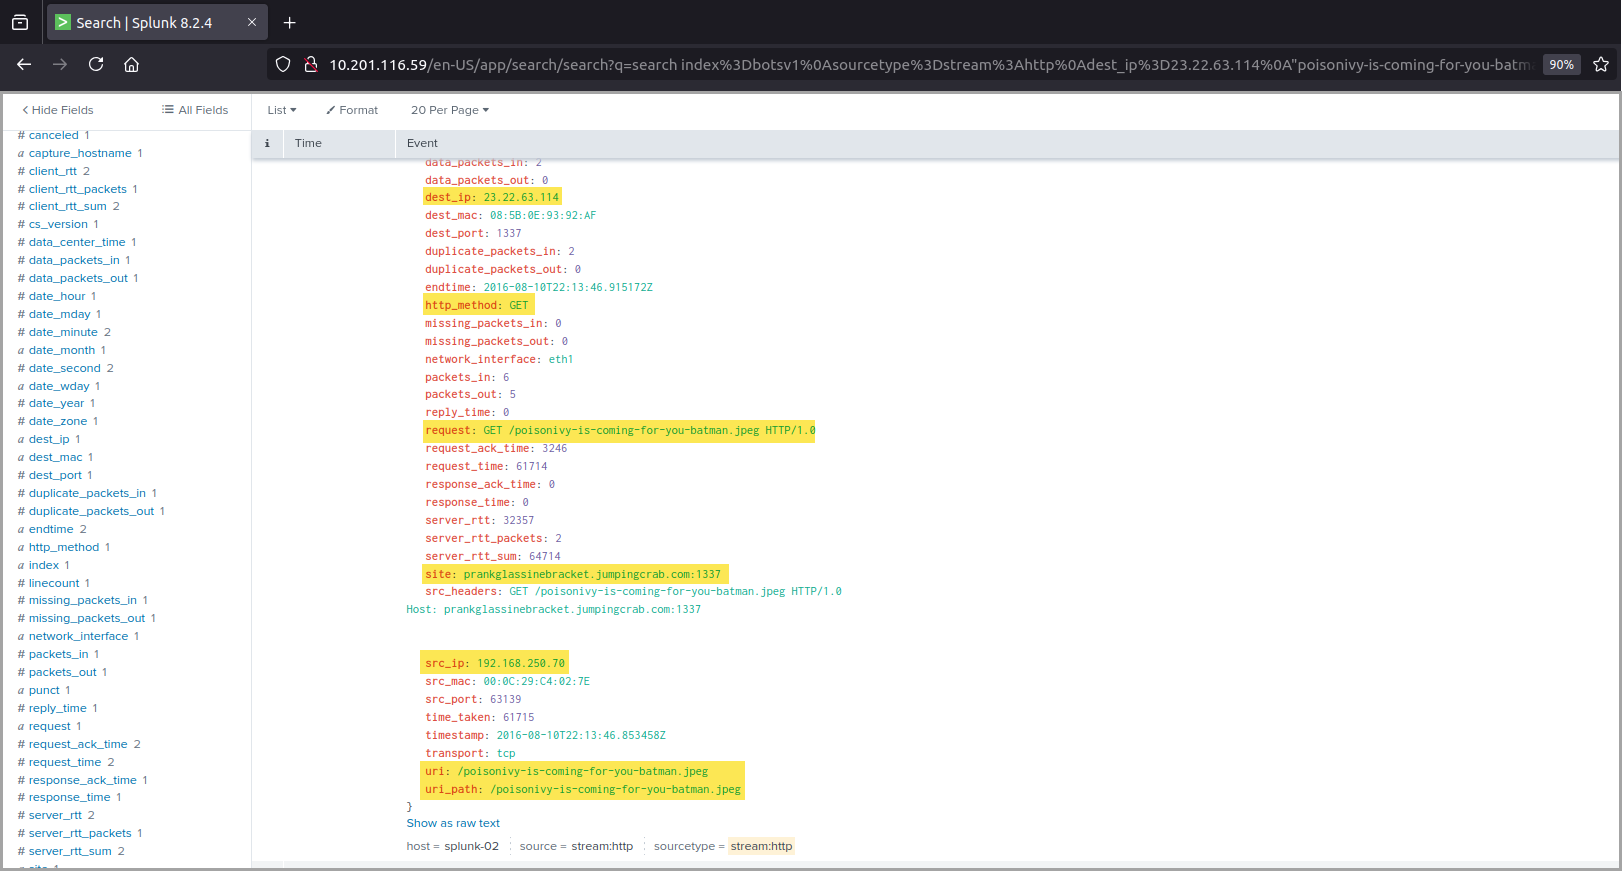 Search | Splunk 8.2.4
10.201.116.59/en-US/app/search/search?q=search index%3Dbotsv1%0Asourcetype%3Dstream%3Ahttp%0Adest_ip%3D23.22.63.114%0A"poisonivy-is-coming-for-you-batm
90%
Hide Fields
All Fields
List
Format
20 Per Page
i
Time
Event
# canceled 1
a capture_hostname 1
# client_rtt 2
# client_rtt_packets 1
# client_rtt_sum 2
# cs_version 1
# data_center_time 1
# data_packets_in 1
# data_packets_out 1
# date_hour 1
# date_mday 1
# date_minute 2
a date_month 1
# date_second 2
a date_wday 1
# date_year 1
# date_zone 1
a dest_ip 1
a dest_mac 1
# dest_port 1
# duplicate_packets_in 1
# duplicate_packets_out 1
a endtime 2
a http_method 1
a index 1
# linecount 1
# missing_packets_in 1
# missing_packets_out 1
a network_interface 1
# packets_in 1
# packets_out 1
a punct 1
# reply_time 1
a request 1
# request_ack_time 2
# request_time 2
# response_ack_time 1
# response_time 1
# server_rtt 2
# server_rtt_packets 1
# server_rtt_sum 2
a site 1
data_packets_in: 2
data_packets_out: 0
dest_ip: 23.22.63.114
dest_mac: 08:5B:0E:93:92:AF
dest_port: 1337
duplicate_packets_in: 2
duplicate_packets_out: 0
endtime: 2016-08-10T22:13:46.915172Z
http_method: GET
missing_packets_in: 0
missing_packets_out: 0
network_interface: eth1
packets_in: 6
packets_out: 5
reply_time: 0
request: GET /poisonivy-is-coming-for-you-batman.jpeg HTTP/1.0
request_ack_time: 3246
request_time: 61714
response_ack_time: 0
response_time: 0
server_rtt: 32357
server_rtt_packets: 2
server_rtt_sum: 64714
site: prankglassinebracket.jumpingcrab.com:1337
src_headers: GET /poisonivy-is-coming-for-you-batman.jpeg HTTP/1.0
Host: prankglassinebracket.jumpingcrab.com:1337
src_ip: 192.168.250.70
src_mac: 00:0C:29:C4:02:7E
src_port: 63139
time_taken: 61715
timestamp: 2016-08-10T22:13:46.853458Z
transport: tcp
uri: /poisonivy-is-coming-for-you-batman.jpeg
uri_path: /poisonivy-is-coming-for-you-batman.jpeg
}
Show as raw text
host = splunk-02
source = stream:http
sourcetype = stream:http